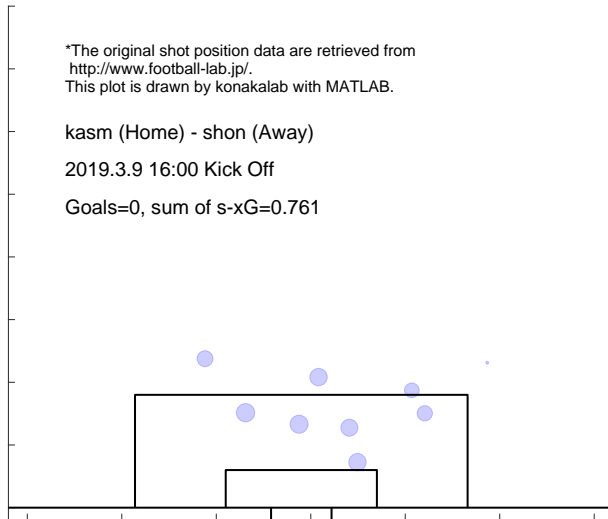 *The original shot position data are retrieved from
http://www.football-lab.jp/.
This plot is drawn by konakalab with MATLAB.
kasm (Home) - shon (Away)
2019.3.9 16:00 Kick Off
Goals=0, sum of s-xG=0.761